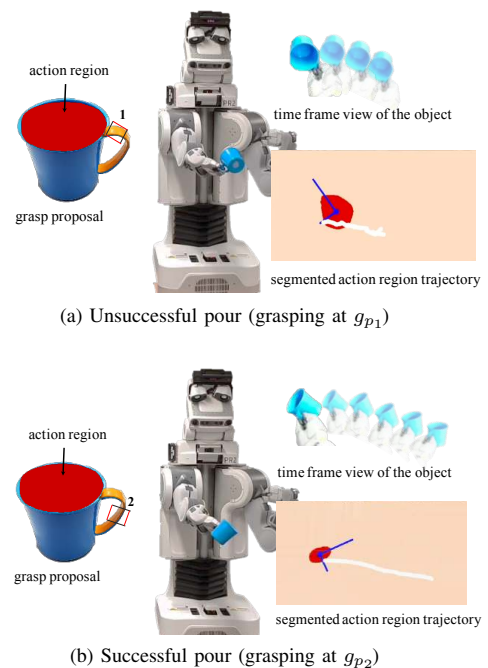 action region
1
time frame view of the object
grasp proposal
PR2
segmented action region trajectory
(a) Unsuccessful pour (grasping at g_{p_1})
action region
2
time frame view of the object
grasp proposal
PR2
segmented action region trajectory
(b) Successful pour (grasping at g_{p_2})